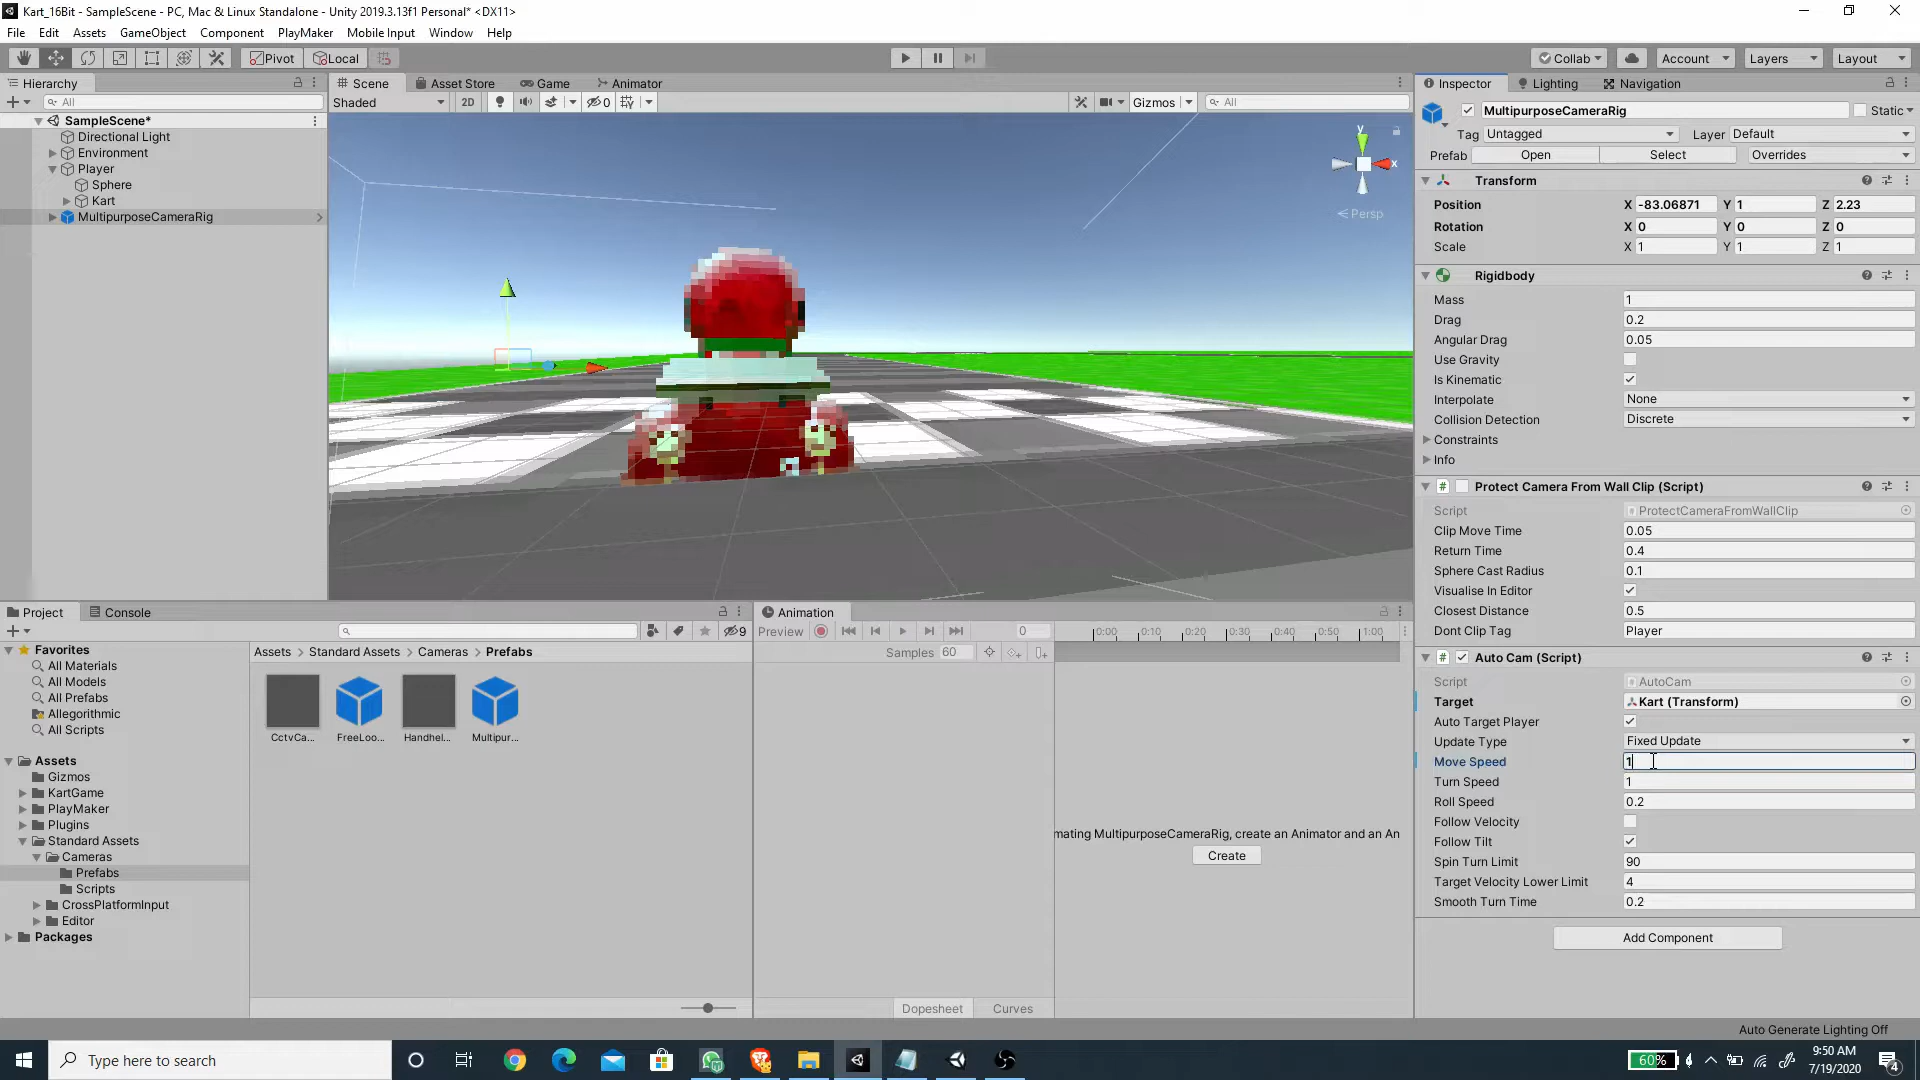 Kart_16Bit - SampleScene - PC, Mac & Linux Standalone - Unity 2019.3.13f1 Personal* <DX11>
File Edit Assets GameObject Component PlayMaker Mobile Input Window Help
Pivot Local Collab Account Layers Layout
Hierarchy
All
SampleScene*
Directional Light
Environment
Player
Sphere
Kart
MultipurposeCameraRig
Scene Asset Store Game Animator
Shaded 2D 0 Gizmos All
y
x
Persp
Project Console
9
Favorites
All Materials
All Models
All Prefabs
Allegorithmic
All Scripts
Assets
Gizmos
KartGame
PlayMaker
Plugins
Standard Assets
Cameras
Prefabs
Scripts
CrossPlatformInput
Editor
Packages
Assets > Standard Assets > Cameras > Prefabs
CctvCa... FreeLoo... Handhel... Multipur...
Animation
Preview 0 0:00 0:10 0:20 0:30 0:40 0:50 1:00
Samples 60
mating MultipurposeCameraRig, create an Animator and an An
Create
Dopesheet Curves
Inspector Lighting Navigation
MultipurposeCameraRig Static
Tag Untagged Layer Default
Prefab Open Select Overrides
Transform
Position X -83.06871 Y 1 Z 2.23
Rotation X 0 Y 0 Z 0
Scale X 1 Y 1 Z 1
Rigidbody
Mass 1
Drag 0.2
Angular Drag 0.05
Use Gravity
Is Kinematic
Interpolate None
Collision Detection Discrete
Constraints
Info
Protect Camera From Wall Clip (Script)
Script ProtectCameraFromWallClip
Clip Move Time 0.05
Return Time 0.4
Sphere Cast Radius 0.1
Visualise In Editor
Closest Distance 0.5
Dont Clip Tag Player
Auto Cam (Script)
Script AutoCam
Target Kart (Transform)
Auto Target Player
Update Type Fixed Update
Move Speed 1
Turn Speed 1
Roll Speed 0.2
Follow Velocity
Follow Tilt
Spin Turn Limit 90
Target Velocity Lower Limit 4
Smooth Turn Time 0.2
Add Component
Auto Generate Lighting Off
Type here to search
60%
9:50 AM
7/19/2020
4